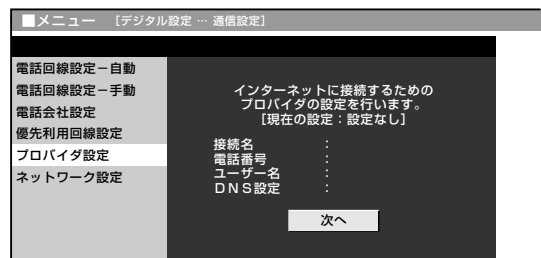 ■メニュー ［デジタル設定 … 通信設定］
電話回線設定－自動
電話回線設定－手動
電話会社設定
優先利用回線設定
プロバイダ設定
ネットワーク設定
インターネットに接続するための
プロバイダの設定を行います。
［現在の設定：設定なし］
接続名　：
電話番号　：
ユーザー名　：
ＤＮＳ設定　：
次へ